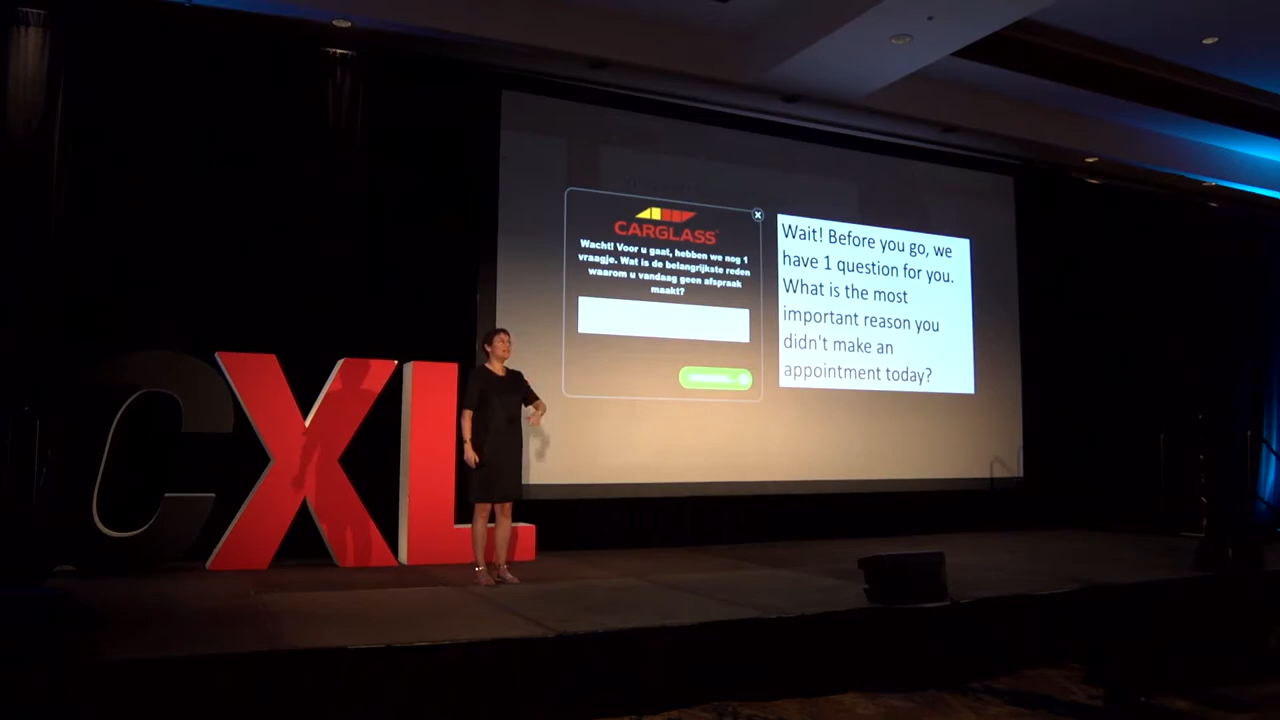 CXL
CARGLASS®
Wacht! Voor u gaat, hebben we nog 1
vraagje. Wat is de belangrijkste reden
waarom u vandaag geen afspraak
maakt?
Wait! Before you go, we
have 1 question for you.
What is the most
important reason you
didn't make an
appointment today?